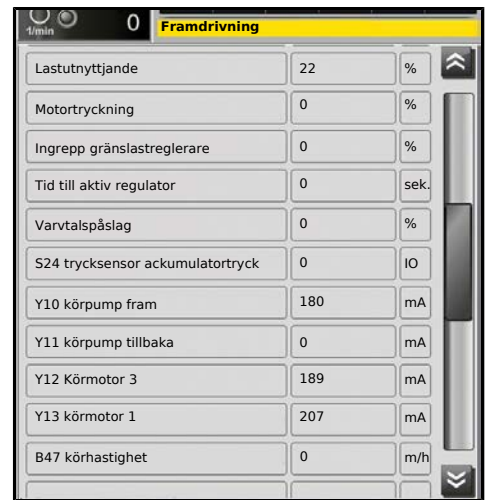 1/min 0 Framdrivning
Lastutnyttjande 22 %
Motortryckning 0 %
Ingrepp gränslastreglerare 0 %
Tid till aktiv regulator 0 sek.
Varvtalspåslag 0 %
S24 trycksensor ackumulatortryck 0 IO
Y10 körpump fram 180 mA
Y11 körpump tillbaka 0 mA
Y12 Körmotor 3 189 mA
Y13 körmotor 1 207 mA
B47 körhastighet 0 m/h